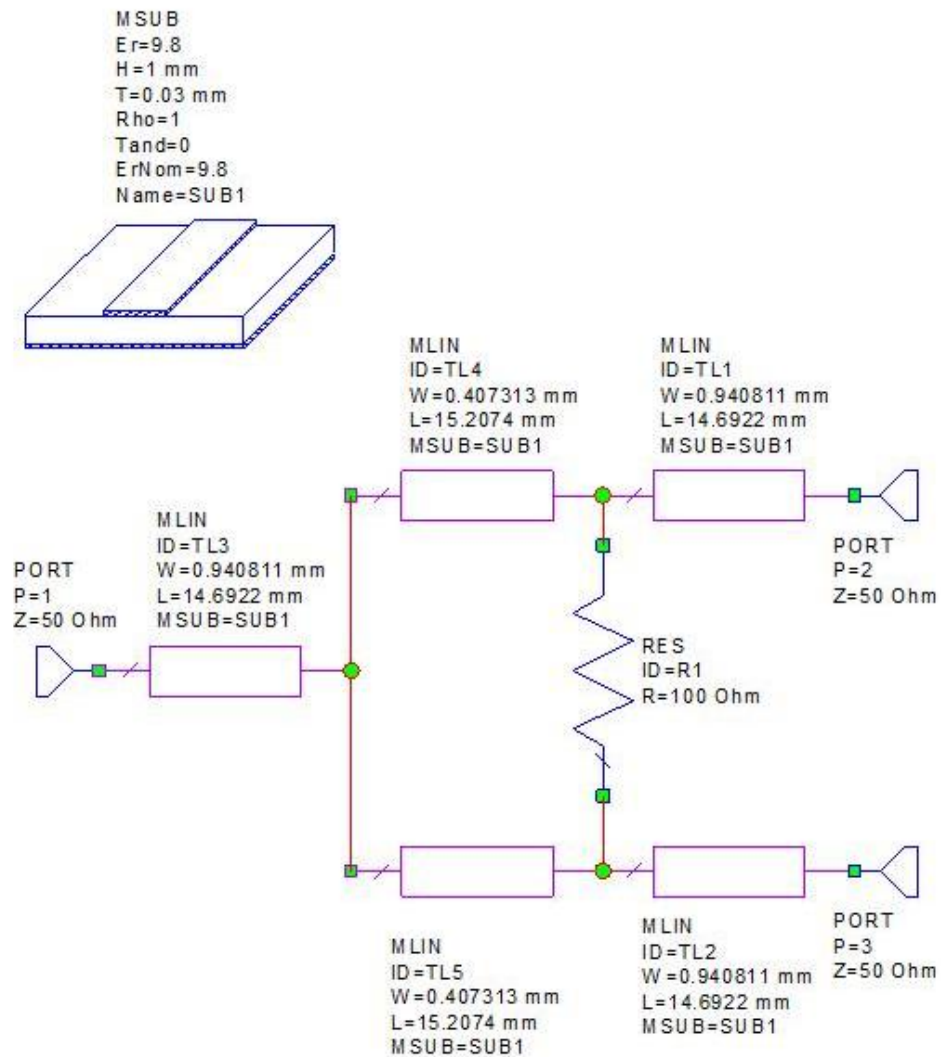 MSUB
Er=9.8
H=1 mm
T=0.03 mm
Rho=1
Tand=0
ErNom=9.8
Name=SUB1
MLIN
ID=TL4
W=0.407313 mm
L=15.2074 mm
MSUB=SUB1
MLIN
ID=TL1
W=0.940811 mm
L=14.6922 mm
MSUB=SUB1
MLIN
ID=TL3
W=0.940811 mm
L=14.6922 mm
MSUB=SUB1
PORT
P=1
Z=50 Ohm
PORT
P=2
Z=50 Ohm
RES
ID=R1
R=100 Ohm
MLIN
ID=TL5
W=0.407313 mm
L=15.2074 mm
MSUB=SUB1
MLIN
ID=TL2
W=0.940811 mm
L=14.6922 mm
MSUB=SUB1
PORT
P=3
Z=50 Ohm